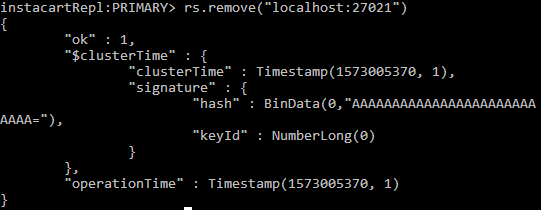 instacartRepl:PRIMARY> rs.remove("localhost:27021")
{
        "ok" : 1,
        "$clusterTime" : {
                "clusterTime" : Timestamp(1573005370, 1),
                "signature" : {
                        "hash" : BinData(0,"AAAAAAAAAAAAAAAAAAAAAAA
AAAA="),
                        "keyId" : NumberLong(0)
                }
        },
        "operationTime" : Timestamp(1573005370, 1)
}